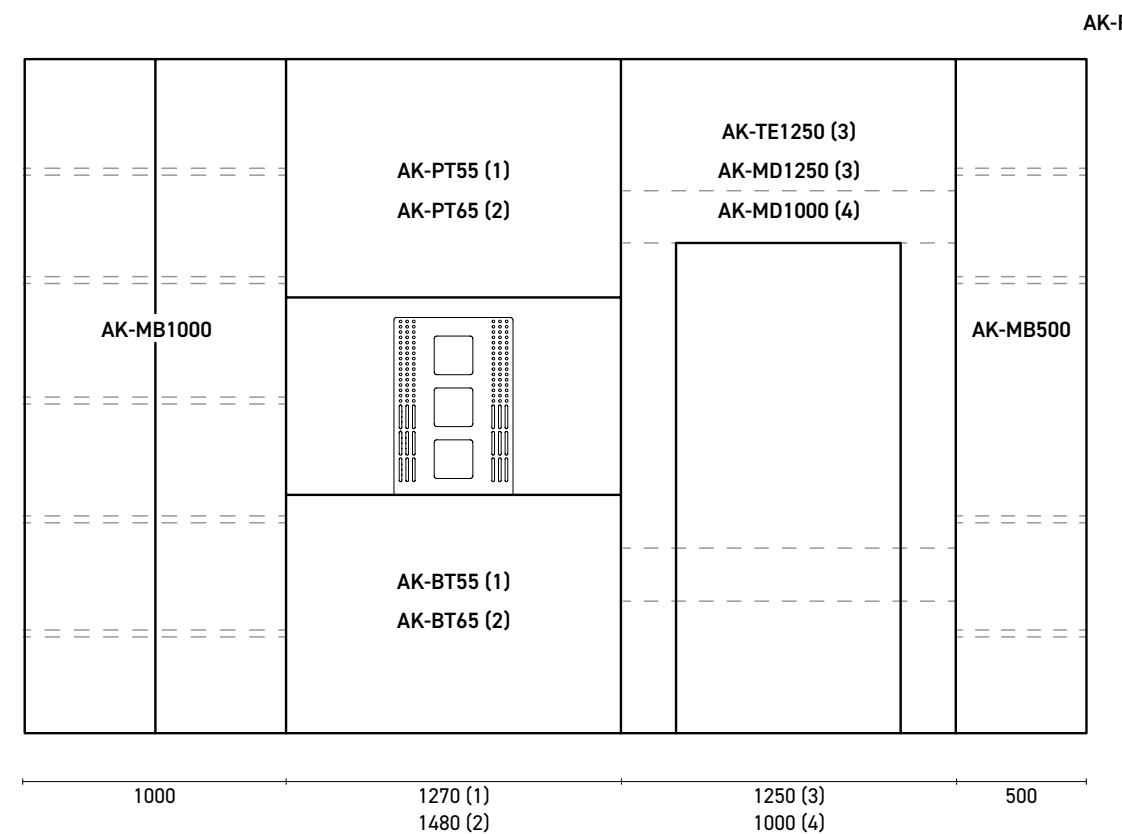 AK-TE1250 (3)
AK-PT55 (1)
AK-MD1250 (3)
AK-PT65 (2)
AK-MD1000 (4)
AK-MB1000
AK-MB500
AK-BT55 (1)
AK-BT65 (2)
1000
1270 (1)
1250 (3)
500
1480 (2)
1000 (4)